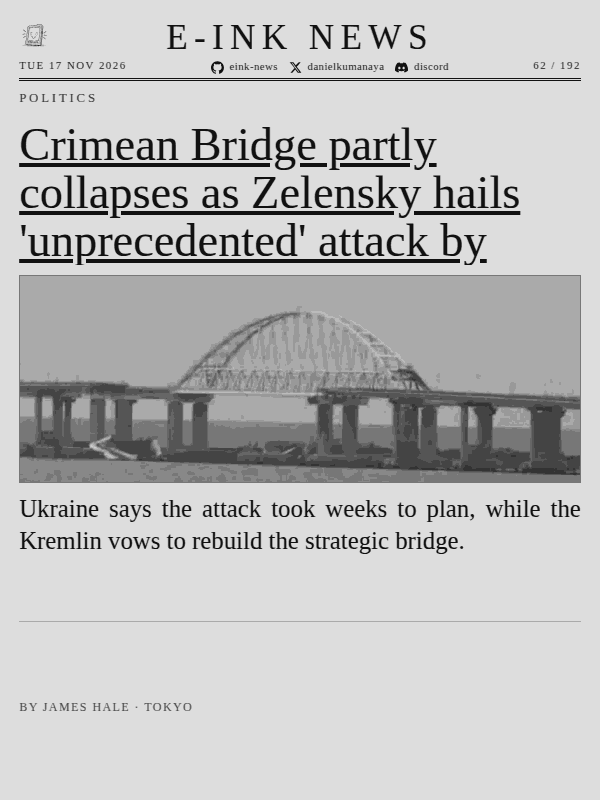 E-INK NEWS
TUE 17 NOV 2026
eink-news danielkumanaya discord
62 / 192
POLITICS
Crimean Bridge partly
collapses as Zelensky hails
'unprecedented' attack by
Ukraine says the attack took weeks to plan, while the
Kremlin vows to rebuild the strategic bridge.
BY JAMES HALE · TOKYO